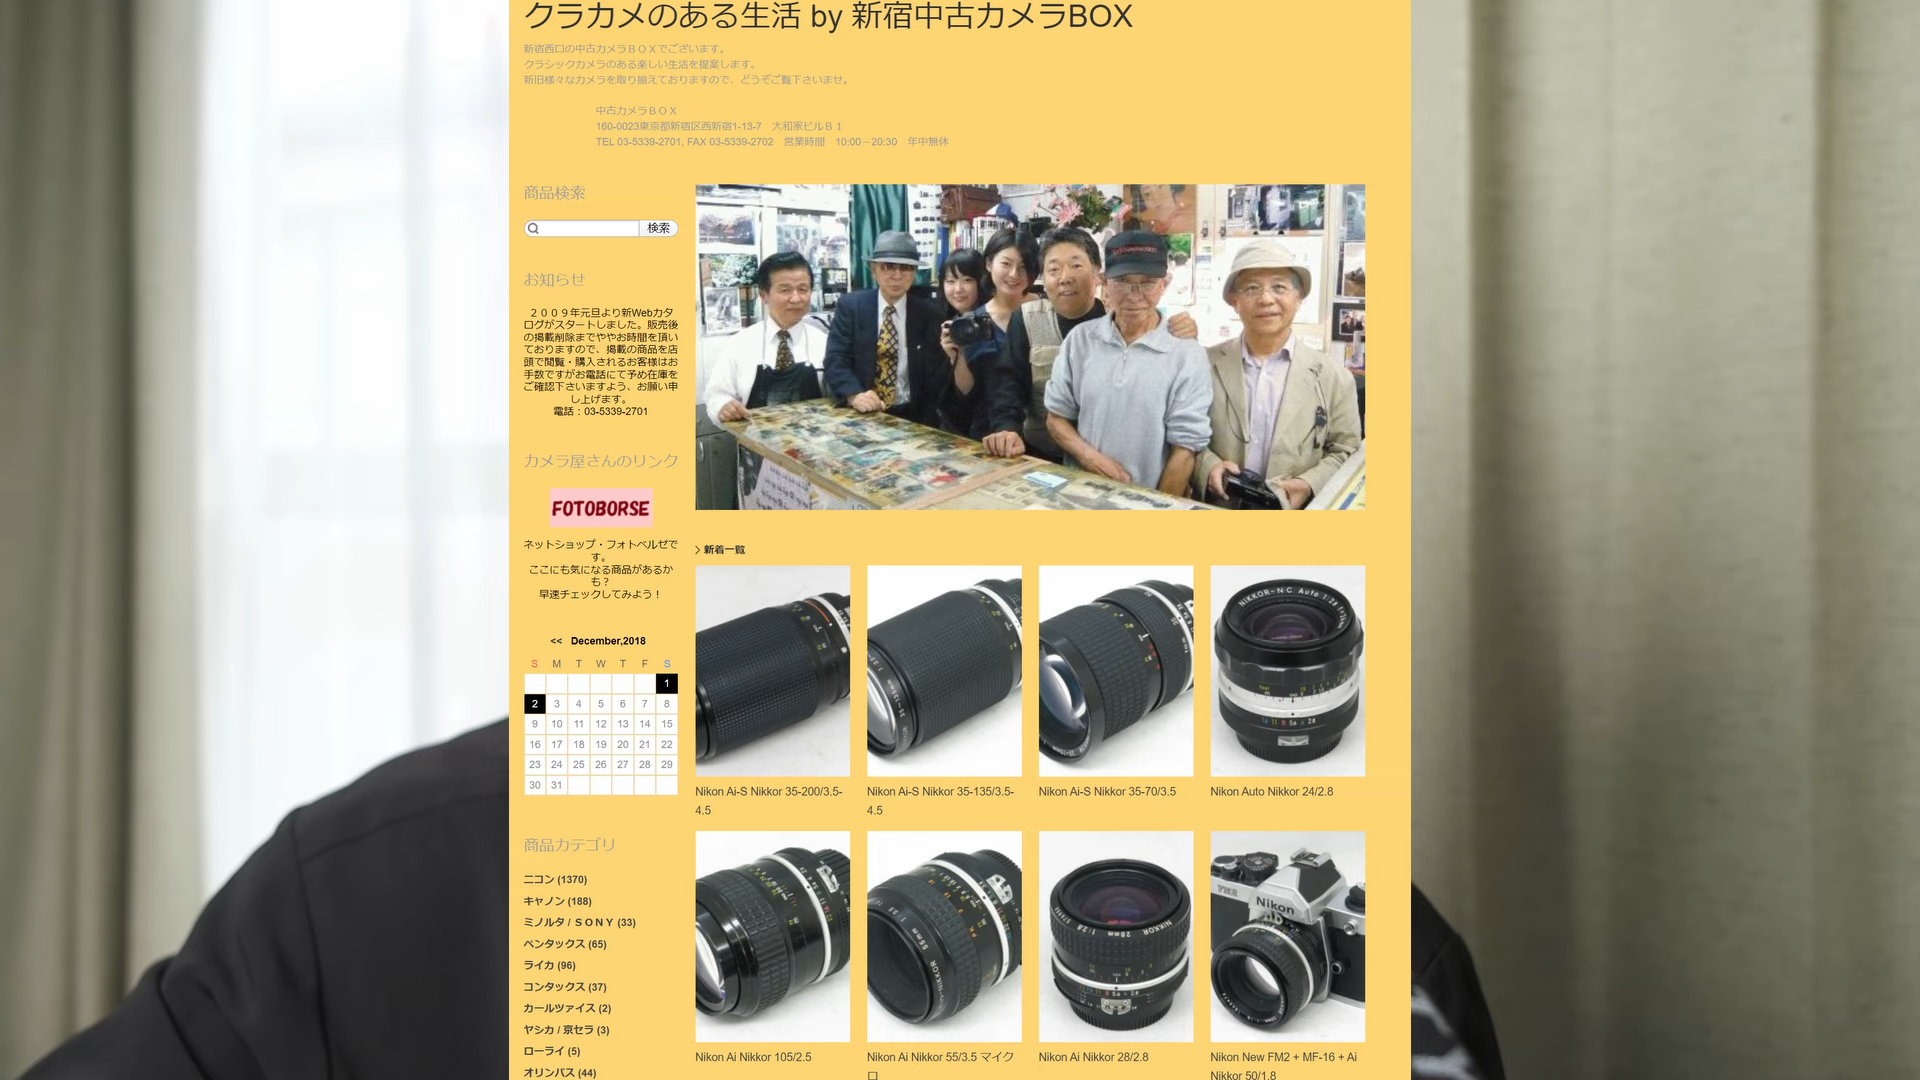 クラカメのある生活 by 新宿中古カメラBOX
新宿西口の中古カメラＢＯＸでございます。
クラシックカメラのある楽しい生活を提案します。
新旧様々なカメラを取り揃えておりますので、どうぞご覧下さいませ。
中古カメラＢＯＸ
160-0023東京都新宿区西新宿1-13-7　大和家ビルＢ１
TEL 03-5339-2701, FAX 03-5339-2702　営業時間　10:00－20:30　年中無休
商品検索
検索
お知らせ
２００９年元旦より新Webカタ
ログがスタートしました。販売後
の掲載削除までややお時間を頂い
ておりますので、掲載の商品を店
頭で閲覧・購入されるお客様はお
手数ですがお電話にて予め在庫を
ご確認下さいますよう、お願い申
し上げます。
電話：03-5339-2701
カメラ屋さんのリンク
FOTOBORSE
ネットショップ・フォトベルゼで
す。
ここにも気になる商品があるか
も？
早速チェックしてみよう！
<< December,2018
S M T W T F S
1
2 3 4 5 6 7 8
9 10 11 12 13 14 15
16 17 18 19 20 21 22
23 24 25 26 27 28 29
30 31
商品カテゴリ
ニコン (1370)
キャノン (188)
ミノルタ / ＳＯＮＹ (33)
ペンタックス (65)
ライカ (96)
コンタックス (37)
カールツァイス (2)
ヤシカ / 京セラ (3)
ローライ (5)
オリンパス (44)
新着一覧
Nikon Ai-S Nikkor 35-200/3.5-
4.5
Nikon Ai-S Nikkor 35-135/3.5-
4.5
Nikon Ai-S Nikkor 35-70/3.5
NIKKOR-N·C Auto 1:2.8
Nikon Auto Nikkor 24/2.8
Nikon Ai Nikkor 105/2.5
55mm
Nikon Ai Nikkor 55/3.5 マイク
ロ
NIKKOR 28mm 1:2.8
Nikon Ai Nikkor 28/2.8
FM2
Nikon
Nikon New FM2 + MF-16 + Ai
Nikkor 50/1.8